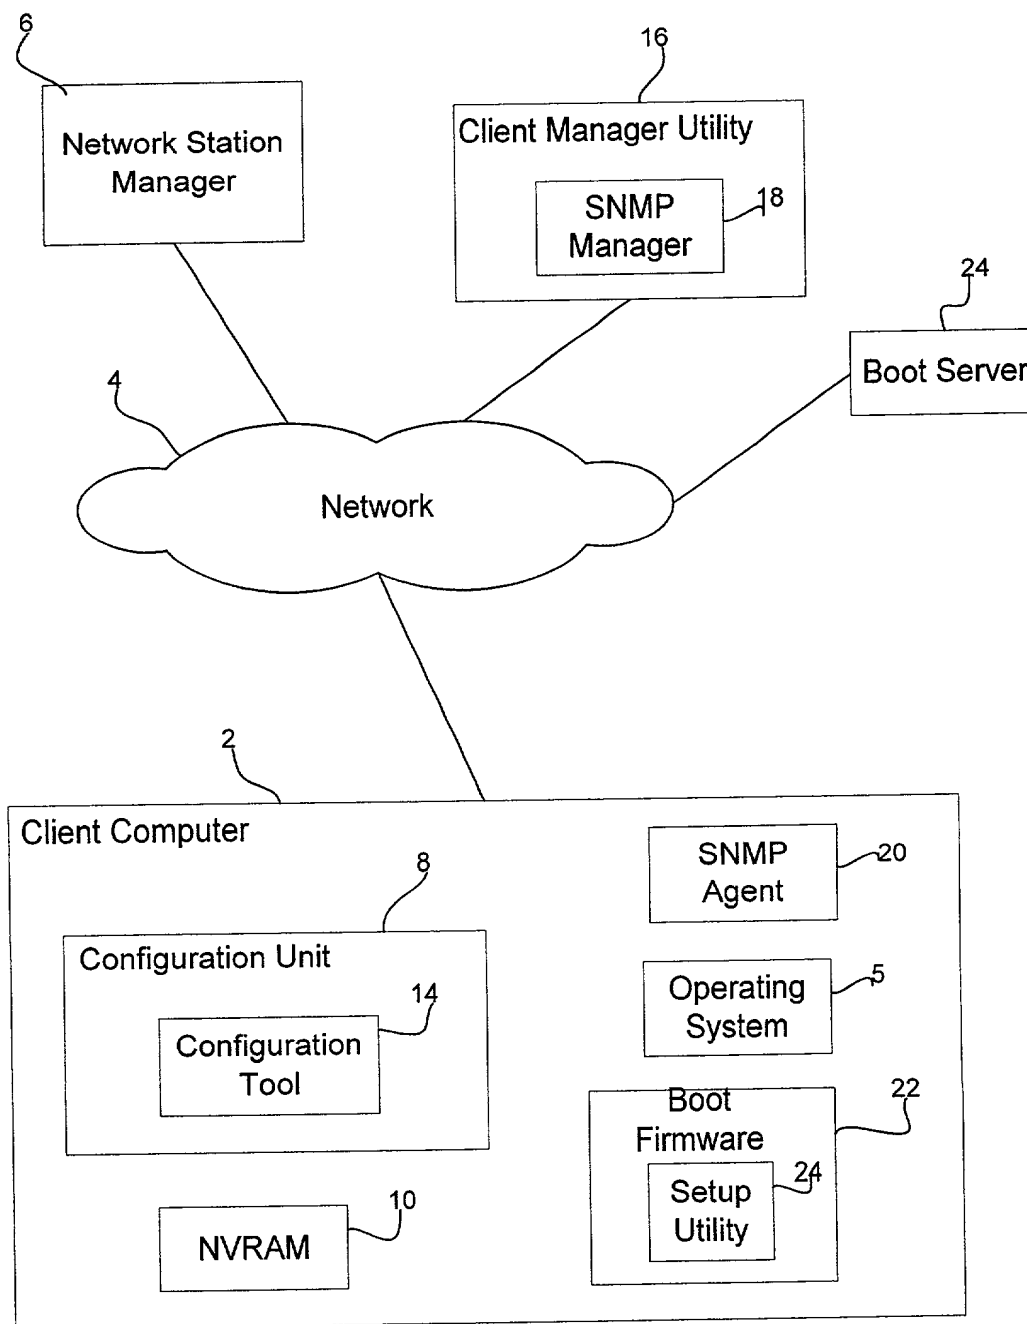 6
Network Station
Manager
16
Client Manager Utility
SNMP
Manager
18
24
Boot Server
4
Network
2
Client Computer
SNMP
Agent
20
8
Configuration Unit
14
Configuration
Tool
Operating
System
5
Boot
Firmware
22
Setup
Utility
24
10
NVRAM